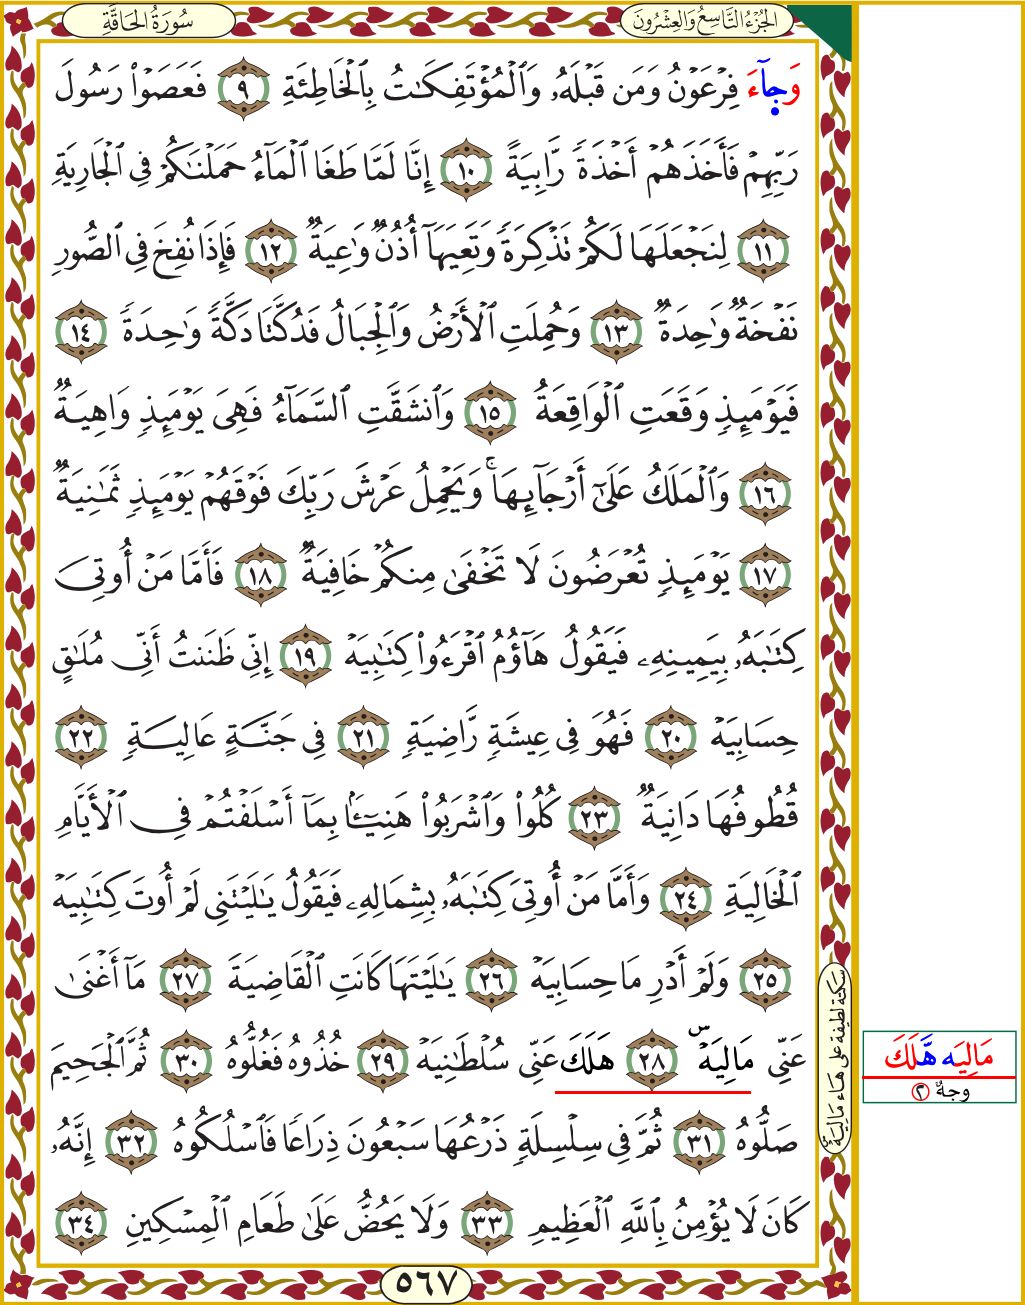 سُورَةُ الحَاقَّةِ
الجُزْءُ التَّاسِعُ وَالعِشْرُونَ
وَجَآءَ فِرۡعَوۡنُ وَمَن قَبۡلَهُۥ وَٱلۡمُؤۡتَفِكَٰتُ بِٱلۡخَاطِئَةِ ٩ فَعَصَوۡاْ رَسُولَ
رَبِّهِمۡ فَأَخَذَهُمۡ أَخۡذَةٗ رَّابِيَةً ١٠ إِنَّا لَمَّا طَغَا ٱلۡمَآءُ حَمَلۡنَٰكُمۡ فِي ٱلۡجَارِيَةِ
١١ لِنَجۡعَلَهَا لَكُمۡ تَذۡكِرَةٗ وَتَعِيَهَآ أُذُنٞ وَٰعِيَةٞ ١٢ فَإِذَا نُفِخَ فِي ٱلصُّورِ
نَفۡخَةٞ وَٰحِدَةٞ ١٣ وَحُمِلَتِ ٱلۡأَرۡضُ وَٱلۡجِبَالُ فَدُكَّتَا دَكَّةٗ وَٰحِدَةٗ ١٤
فَيَوۡمَئِذٖ وَقَعَتِ ٱلۡوَاقِعَةُ ١٥ وَٱنشَقَّتِ ٱلسَّمَآءُ فَهِيَ يَوۡمَئِذٖ وَاهِيَةٞ
١٦ وَٱلۡمَلَكُ عَلَىٰٓ أَرۡجَآئِهَاۚ وَيَحۡمِلُ عَرۡشَ رَبِّكَ فَوۡقَهُمۡ يَوۡمَئِذٖ ثَمَٰنِيَةٞ
١٧ يَوۡمَئِذٖ تُعۡرَضُونَ لَا تَخۡفَىٰ مِنكُمۡ خَافِيَةٞ ١٨ فَأَمَّا مَنۡ أُوتِيَ
كِتَٰبَهُۥ بِيَمِينِهِۦ فَيَقُولُ هَآؤُمُ ٱقۡرَءُواْ كِتَٰبِيَهۡ ١٩ إِنِّي ظَنَنتُ أَنِّي مُلَٰقٍ
حِسَابِيَهۡ ٢٠ فَهُوَ فِي عِيشَةٖ رَّاضِيَةٖ ٢١ فِي جَنَّةٍ عَالِيَةٖ ٢٢
قُطُوفُهَا دَانِيَةٞ ٢٣ كُلُواْ وَٱشۡرَبُواْ هَنِيٓـَٔۢا بِمَآ أَسۡلَفۡتُمۡ فِي ٱلۡأَيَّامِ
ٱلۡخَالِيَةِ ٢٤ وَأَمَّا مَنۡ أُوتِيَ كِتَٰبَهُۥ بِشِمَالِهِۦ فَيَقُولُ يَٰلَيۡتَنِي لَمۡ أُوتَ كِتَٰبِيَهۡ
٢٥ وَلَمۡ أَدۡرِ مَا حِسَابِيَهۡ ٢٦ يَٰلَيۡتَهَا كَانَتِ ٱلۡقَاضِيَةَ ٢٧ مَآ أَغۡنَىٰ
عَنِّي مَالِيَهۡۜ ٢٨ هَلَكَ عَنِّي سُلۡطَٰنِيَهۡ ٢٩ خُذُوهُ فَغُلُّوهُ ٣٠ ثُمَّ ٱلۡجَحِيمَ
صَلُّوهُ ٣١ ثُمَّ فِي سِلۡسِلَةٖ ذَرۡعُهَا سَبۡعُونَ ذِرَاعٗا فَٱسۡلُكُوهُ ٣٢ إِنَّهُۥ
كَانَ لَا يُؤۡمِنُ بِٱللَّهِ ٱلۡعَظِيمِ ٣٣ وَلَا يَحُضُّ عَلَىٰ طَعَامِ ٱلۡمِسۡكِينِ ٣٤
سكتة لطيفة على هاء مَالِيَهۡۜ
مَالِيَه هَّلَكَ
وجهٌ ٢
٥٦٧